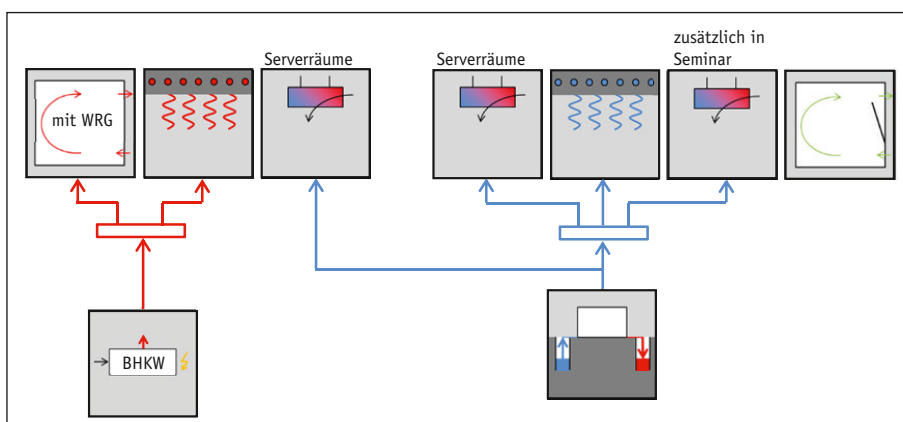 zusätzlich in
Serverräume
Serverräume
Seminar
mit WRG
BHKW